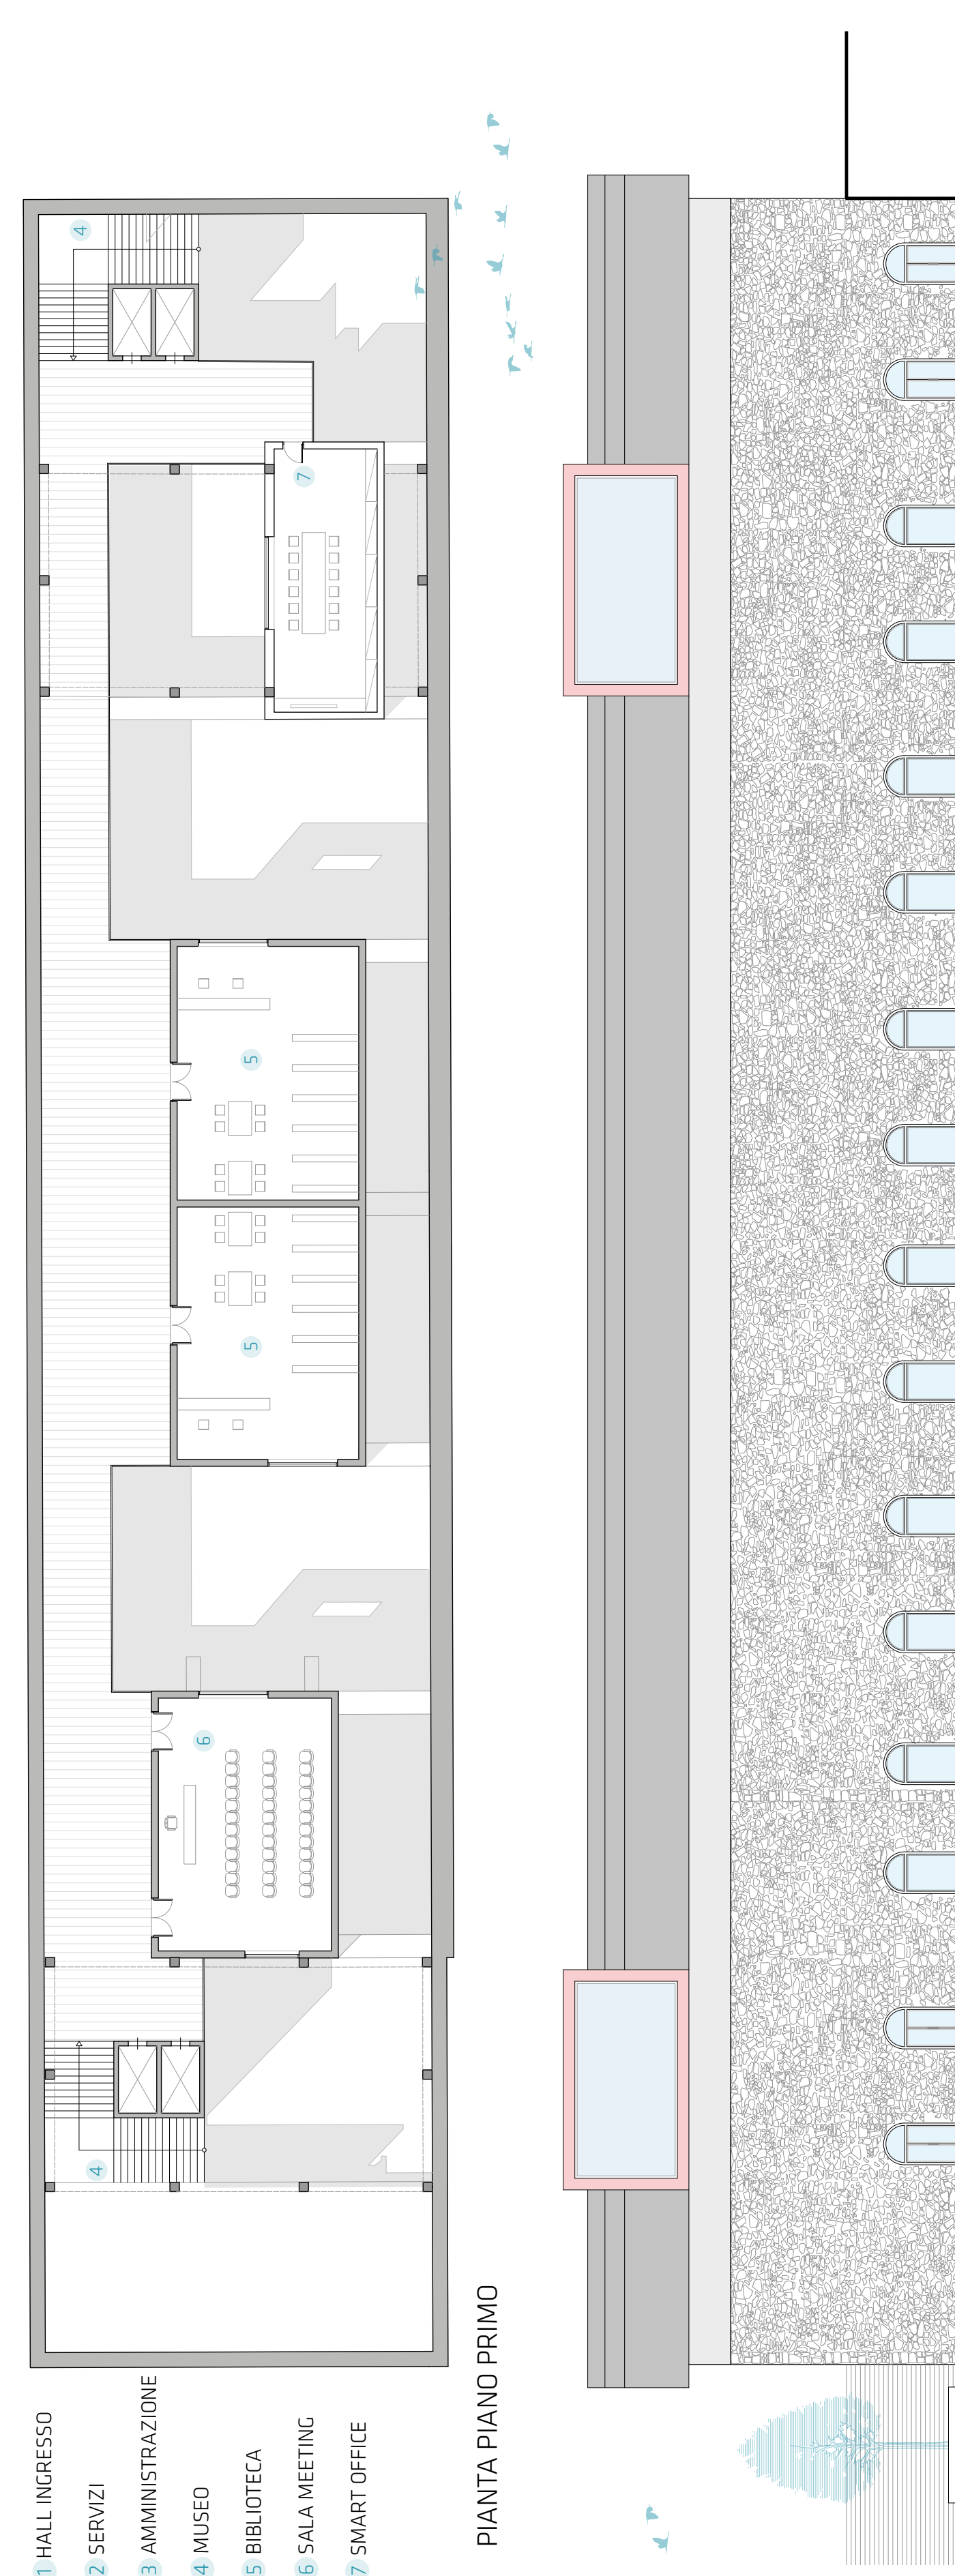 4
7
5
5
6
4
1 HALL INGRESSO
2 SERVIZI
3 AMMINISTRAZIONE
4 MUSEO
5 BIBLIOTECA
6 SALA MEETING
7 SMART OFFICE
PIANTA PIANO PRIMO